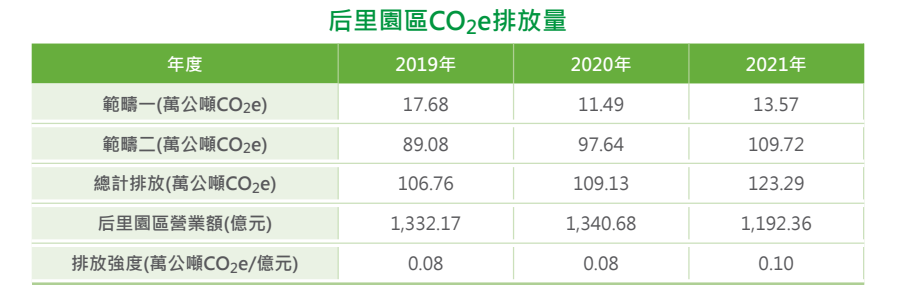 后里園區CO₂e排放量
年度 2019年 2020年 2021年
範疇一(萬公噸CO₂e) 17.68 11.49 13.57
範疇二(萬公噸CO₂e) 89.08 97.64 109.72
總計排放(萬公噸CO₂e) 106.76 109.13 123.29
后里園區營業額(億元) 1,332.17 1,340.68 1,192.36
排放強度(萬公噸CO₂e/億元) 0.08 0.08 0.10